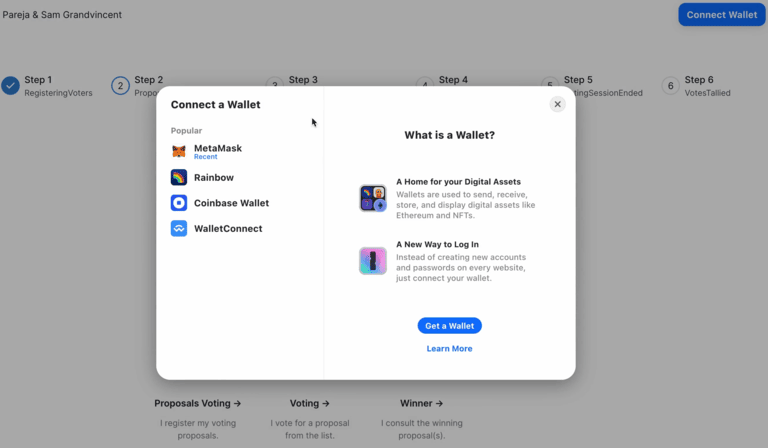 Pareja & Sam Grandvincent
Connect Wallet
Step 1
RegisteringVoters
2
Step 2
3
Step 3
4
Step 4
5
Step 5
6
Step 6
VotesTallied
Connect a Wallet
Popular
MetaMask
Recent
Rainbow
Coinbase Wallet
WalletConnect
What is a Wallet?
A Home for your Digital Assets
Wallets are used to send, receive,
store, and display digital assets like
Ethereum and NFTs.
A New Way to Log In
Instead of creating new accounts
and passwords on every website,
just connect your wallet.
Get a Wallet
Learn More
Proposals Voting →
I register my voting
proposals.
Voting →
I vote for a proposal
from the list.
Winner →
I consult the winning
proposal(s).